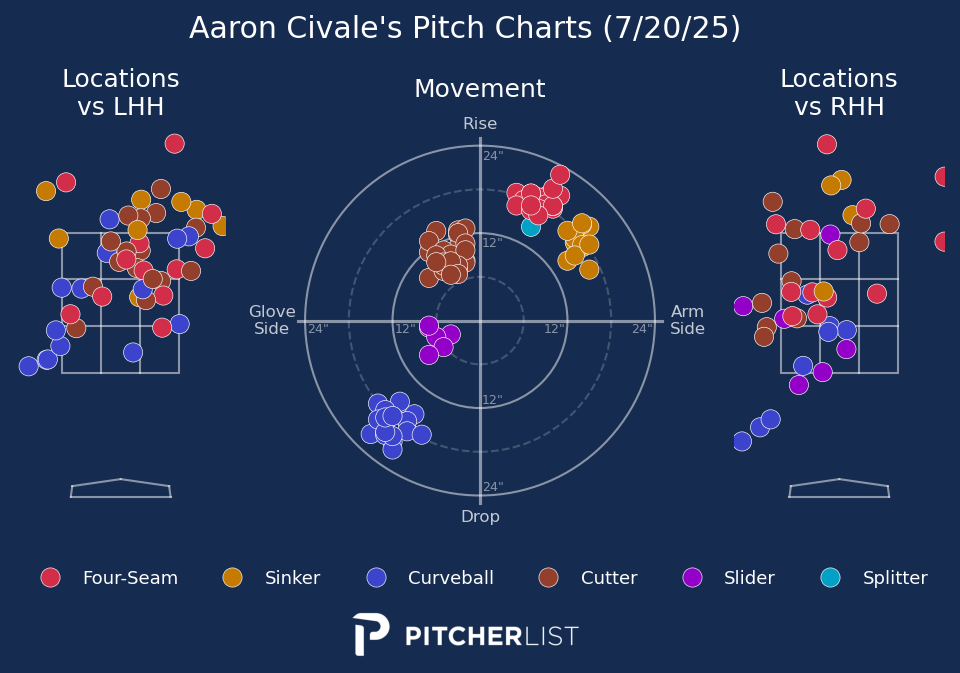 Aaron Civale's Pitch Charts (7/20/25)
Locations
vs LHH
Movement
Locations
vs RHH
Rise
24"
12"
Glove
Side
24"
12"
12"
24"
Arm
Side
12"
24"
Drop
Four-Seam
Sinker
Curveball
Cutter
Slider
Splitter
PITCHERLIST